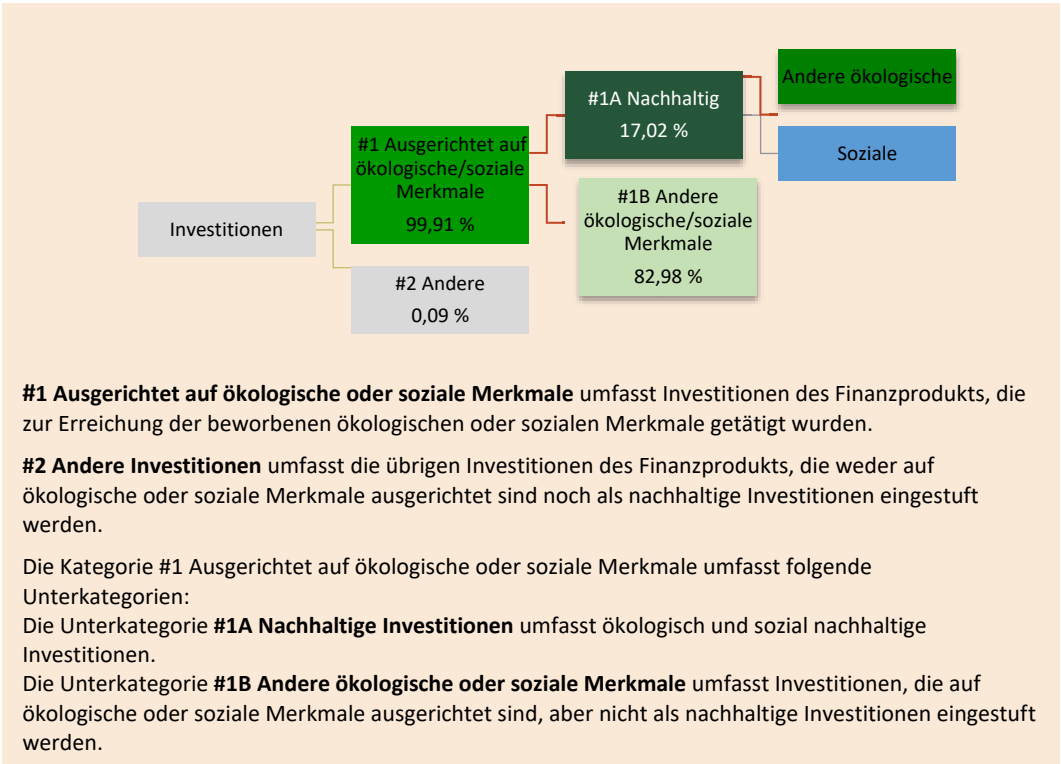 Investitionen
#1 Ausgerichtet auf
ökologische/soziale
Merkmale
99,91 %
#2 Andere
0,09 %
#1A Nachhaltig
17,02 %
#1B Andere
ökologische/soziale
Merkmale
82,98 %
Andere ökologische
Soziale
#1 Ausgerichtet auf ökologische oder soziale Merkmale umfasst Investitionen des Finanzprodukts, die
zur Erreichung der beworbenen ökologischen oder sozialen Merkmale getätigt wurden.
#2 Andere Investitionen umfasst die übrigen Investitionen des Finanzprodukts, die weder auf
ökologische oder soziale Merkmale ausgerichtet sind noch als nachhaltige Investitionen eingestuft
werden.
Die Kategorie #1 Ausgerichtet auf ökologische oder soziale Merkmale umfasst folgende
Unterkategorien:
Die Unterkategorie #1A Nachhaltige Investitionen umfasst ökologisch und sozial nachhaltige
Investitionen.
Die Unterkategorie #1B Andere ökologische oder soziale Merkmale umfasst Investitionen, die auf
ökologische oder soziale Merkmale ausgerichtet sind, aber nicht als nachhaltige Investitionen eingestuft
werden.